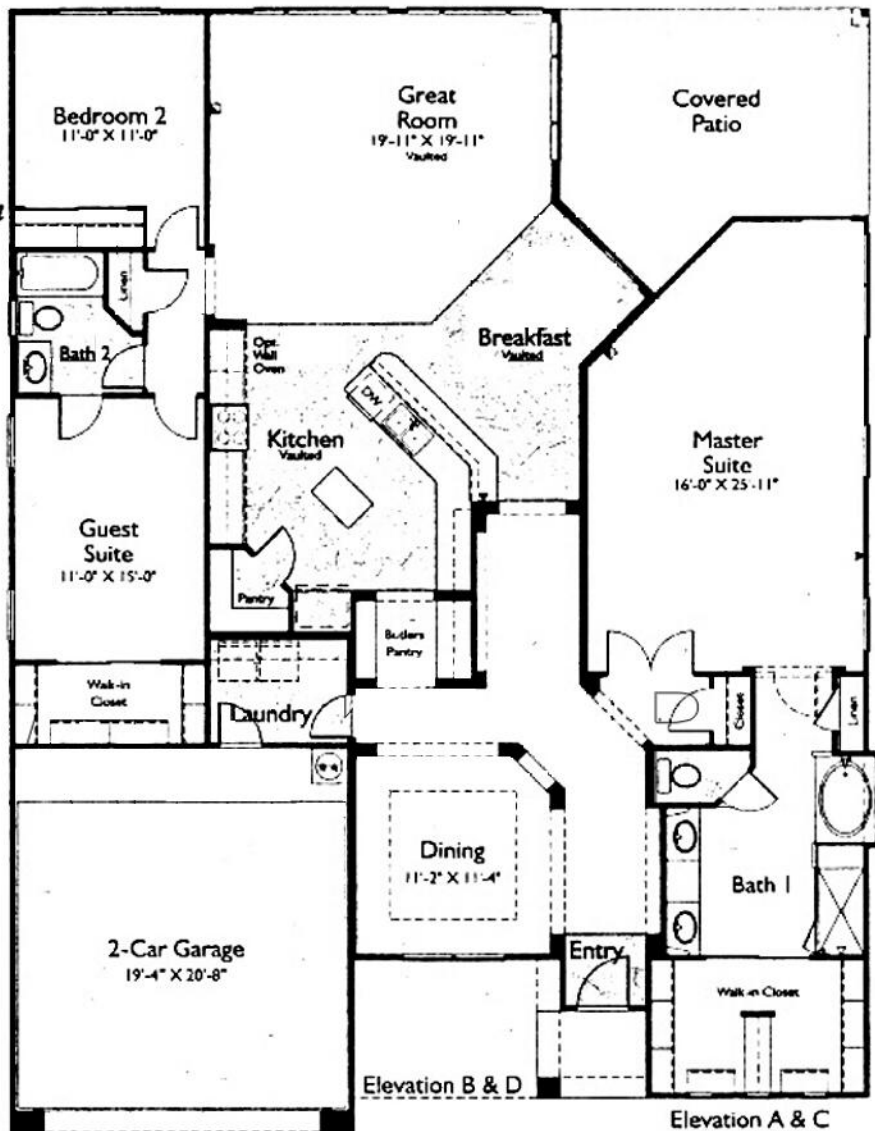 Bedroom 2
11'-0" X 11'-0"
Great
Room
19'-11" X 19'-11"
Vaulted
Covered
Patio
Linen
Bath 2
Opt.
Wall
Oven
Breakfast
Vaulted
DW
Kitchen
Vaulted
Master
Suite
16'-0" X 25'-11"
Guest
Suite
11'-0" X 15'-0"
Pantry
Butlers
Pantry
Walk-in
Closet
Laundry
Closet
Linen
Dining
11'-2" X 11'-4"
Bath 1
2-Car Garage
19'-4" X 20'-8"
Entry
Walk-in Closet
Elevation B & D
Elevation A & C